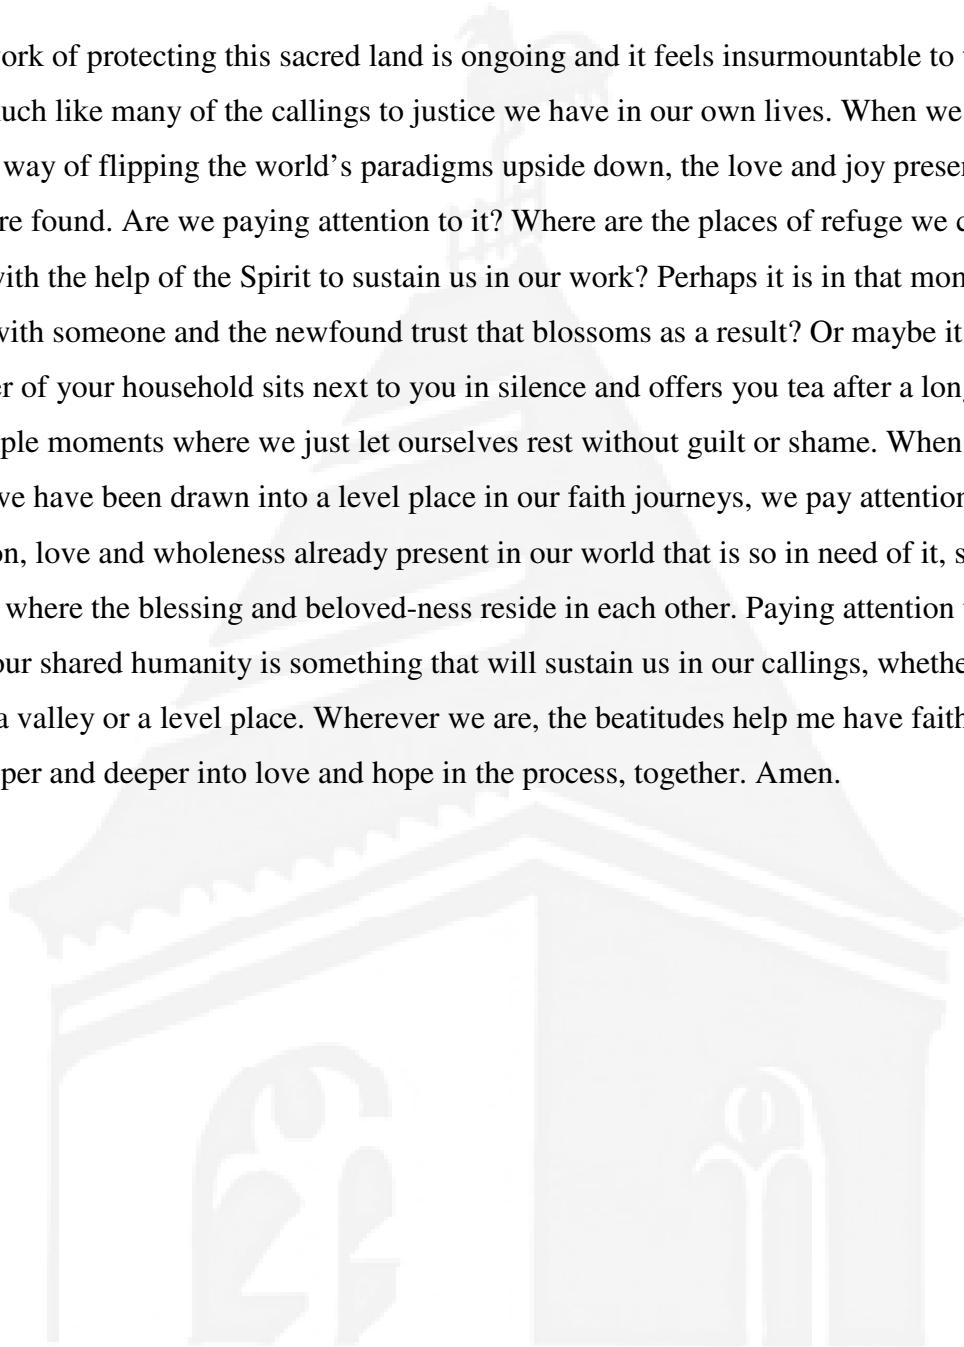 ork of protecting this sacred land is ongoing and it feels insurmountable to
uch like many of the callings to justice we have in our own lives. When we
way of flipping the world's paradigms upside down, the love and joy presen
re found. Are we paying attention to it? Where are the places of refuge we c
ith the help of the Spirit to sustain us in our work? Perhaps it is in that mom
with someone and the newfound trust that blossoms as a result? Or maybe it
er of your household sits next to you in silence and offers you tea after a long
ple moments where we just let ourselves rest without guilt or shame. When
we have been drawn into a level place in our faith journeys, we pay attention
on, love and wholeness already present in our world that is so in need of it, s
where the blessing and beloved-ness reside in each other. Paying attention
our shared humanity is something that will sustain us in our callings, whethe
a valley or a level place. Wherever we are, the beatitudes help me have faith
per and deeper into love and hope in the process, together. Amen.